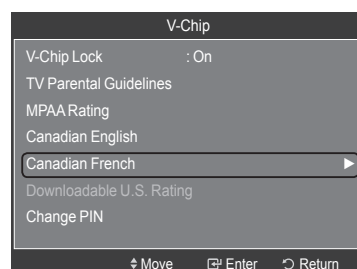 V-Chip
V-Chip Lock : On
TV Parental Guidelines
MPAA Rating
Canadian English
Canadian French
Downloadable U.S. Rating
Change PIN
Move Enter Return